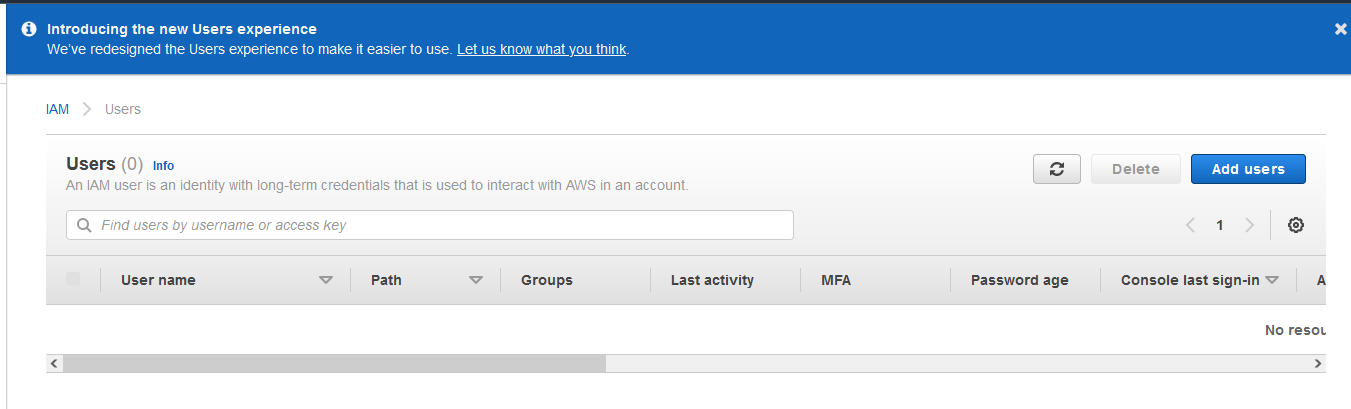 Introducing the new Users experience
We've redesigned the Users experience to make it easier to use. Let us know what you think.
IAM Users
Users (0) Info
An IAM user is an identity with long-term credentials that is used to interact with AWS in an account.
Delete
Add users
Find users by username or access key
1
User name Path Groups Last activity MFA Password age Console last sign-in A
No resou